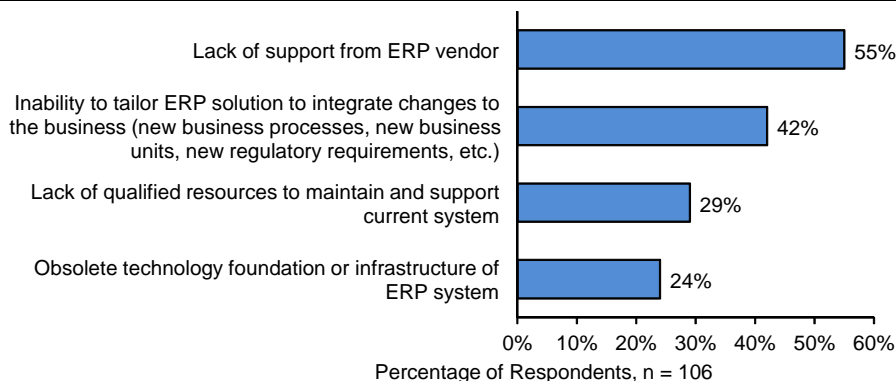 Lack of support from ERP vendor
55%
Inability to tailor ERP solution to integrate changes to
the business (new business processes, new business
units, new regulatory requirements, etc.)
42%
Lack of qualified resources to maintain and support
current system
29%
Obsolete technology foundation or infrastructure of
ERP system
24%
0% 10% 20% 30% 40% 50% 60%
Percentage of Respondents, n = 106